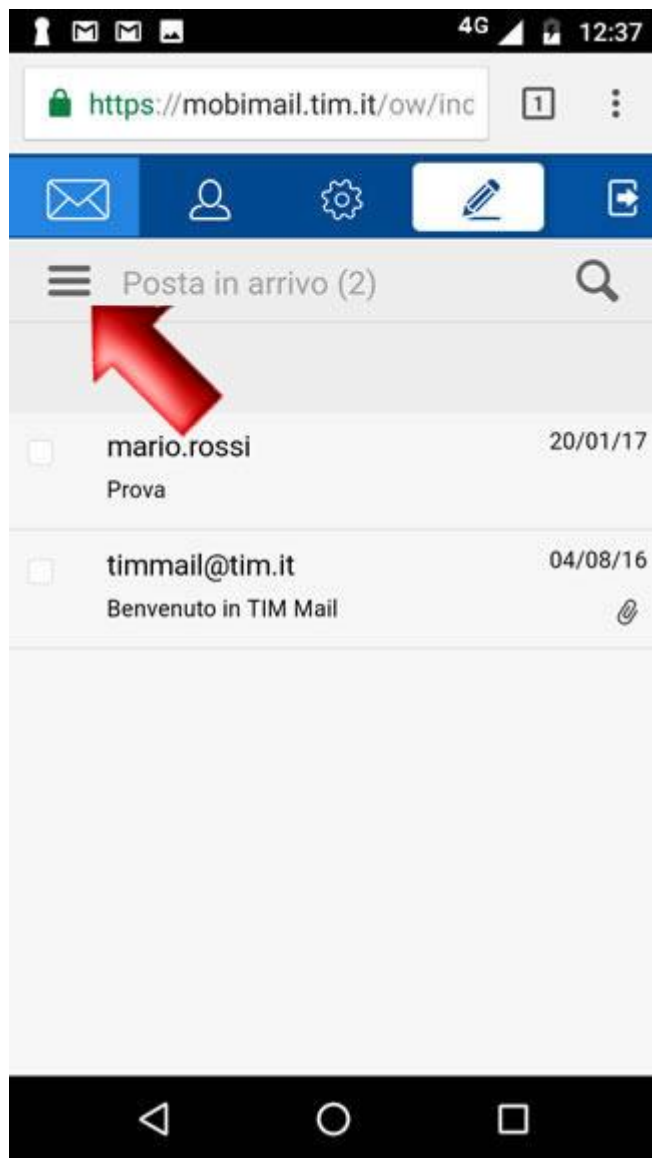 4G 12:37
https://mobimail.tim.it/ow/inc
1
Posta in arrivo (2)
mario.rossi 20/01/17
Prova
timmail@tim.it 04/08/16
Benvenuto in TIM Mail